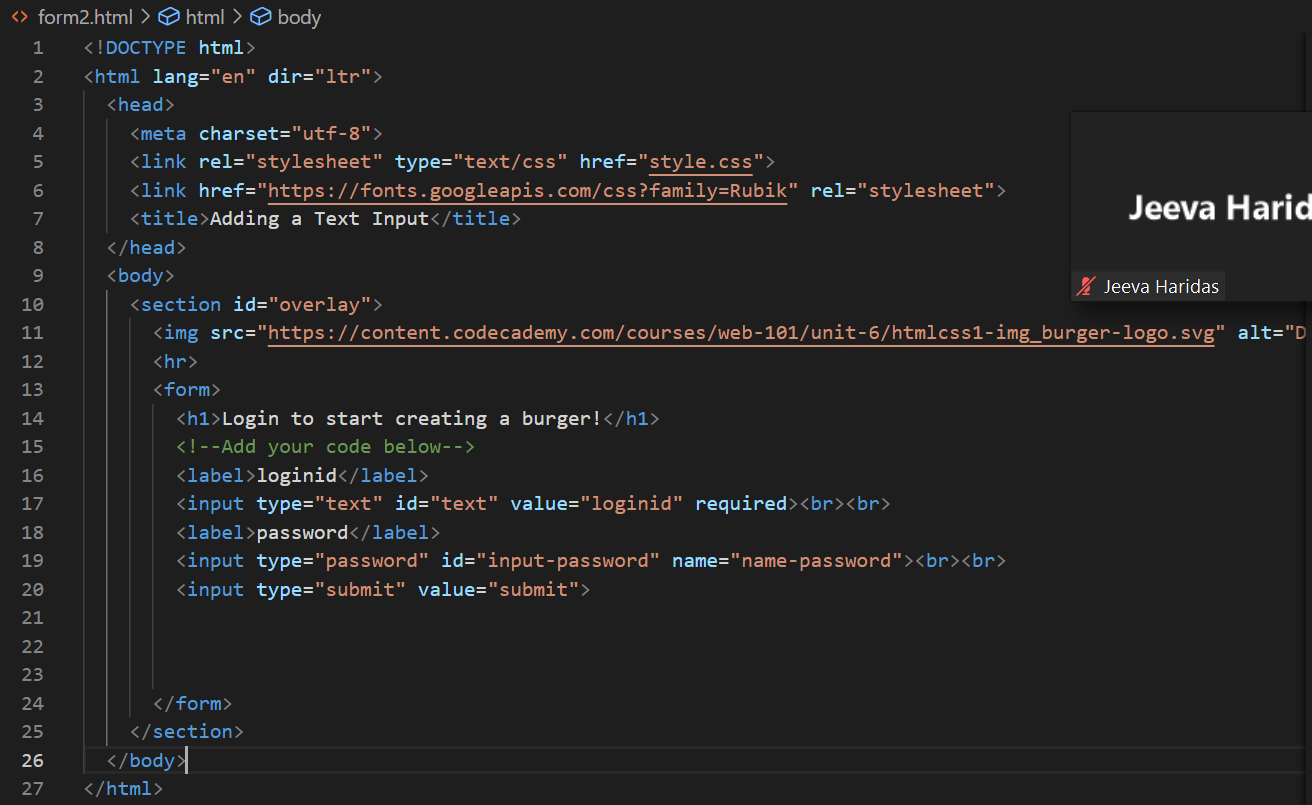 form2.html > html > body
1 <!DOCTYPE html>
2 <html lang="en" dir="ltr">
3 <head>
4 <meta charset="utf-8">
5 <link rel="stylesheet" type="text/css" href="style.css">
6 <link href="https://fonts.googleapis.com/css?family=Rubik" rel="stylesheet">
7 <title>Adding a Text Input</title>
8 </head>
9 <body>
10 <section id="overlay">
11 <img src="https://content.codecademy.com/courses/web-101/unit-6/htmlcss1-img_burger-logo.svg" alt="D
12 <hr>
13 <form>
14 <h1>Login to start creating a burger!</h1>
15 <!--Add your code below-->
16 <label>loginid</label>
17 <input type="text" id="text" value="loginid" required><br><br>
18 <label>password</label>
19 <input type="password" id="input-password" name="name-password"><br><br>
20 <input type="submit" value="submit">
21
22
23
24 </form>
25 </section>
26 </body>
27 </html>
Jeeva Harid
Jeeva Haridas